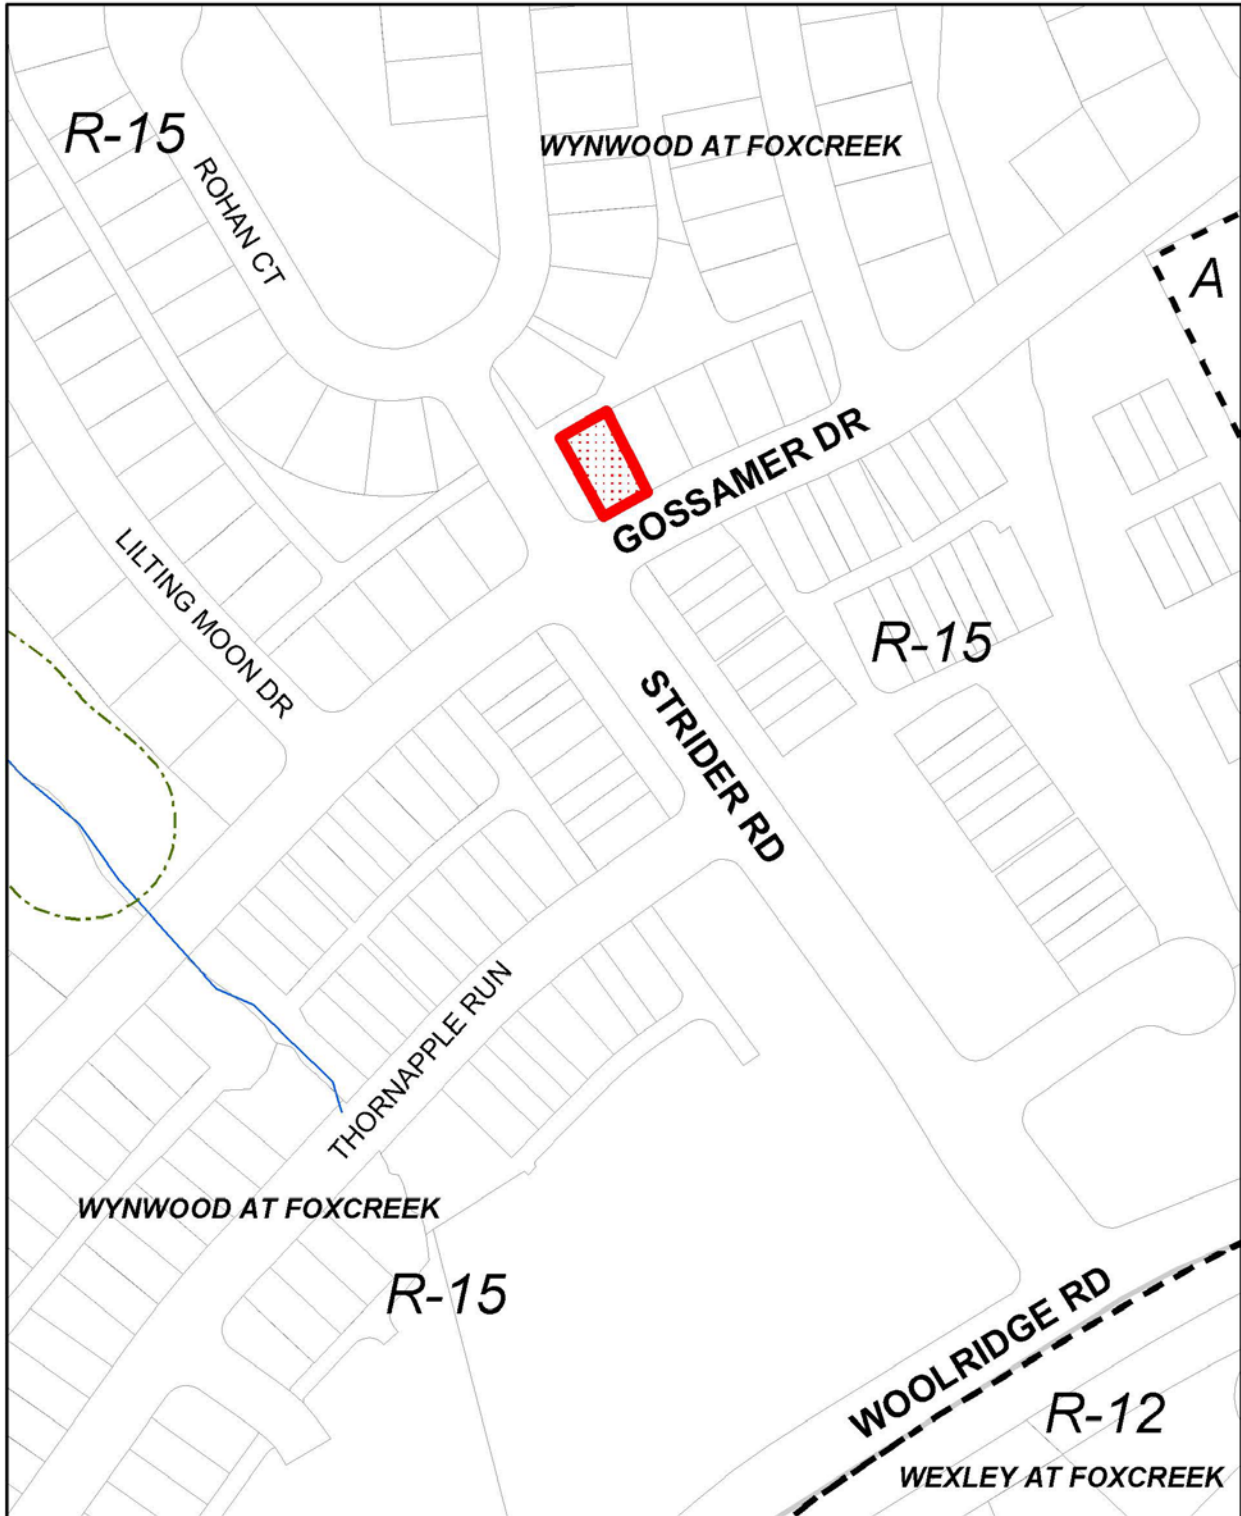 R-15
WYNWOOD AT FOXCREEK
ROHAN CT
A
GOSSAMER DR
LILTING MOON DR
R-15
STRIDER RD
THORNAPPLE RUN
WYNWOOD AT FOXCREEK
R-15
WOOLRIDGE RD
R-12
WEXLEY AT FOXCREEK